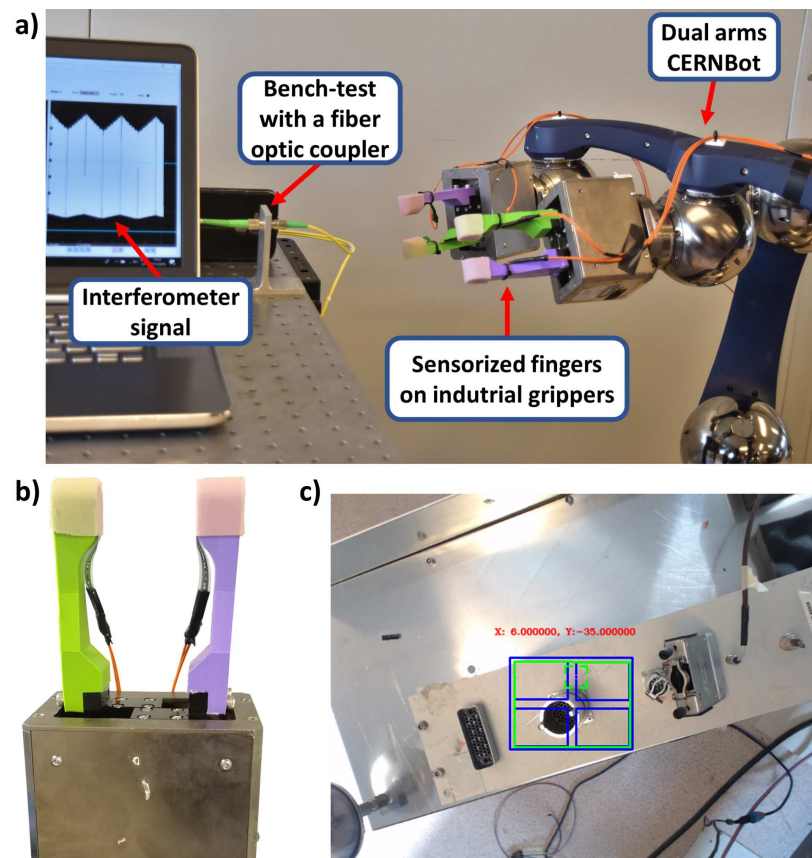 a)
Dual arms
CERNBot
Bench-test
with a fiber
optic coupler
Interferometer
signal
Sensorized fingers
on indutrial grippers
b)
c)
X: 6.000000, Y:-35.000000